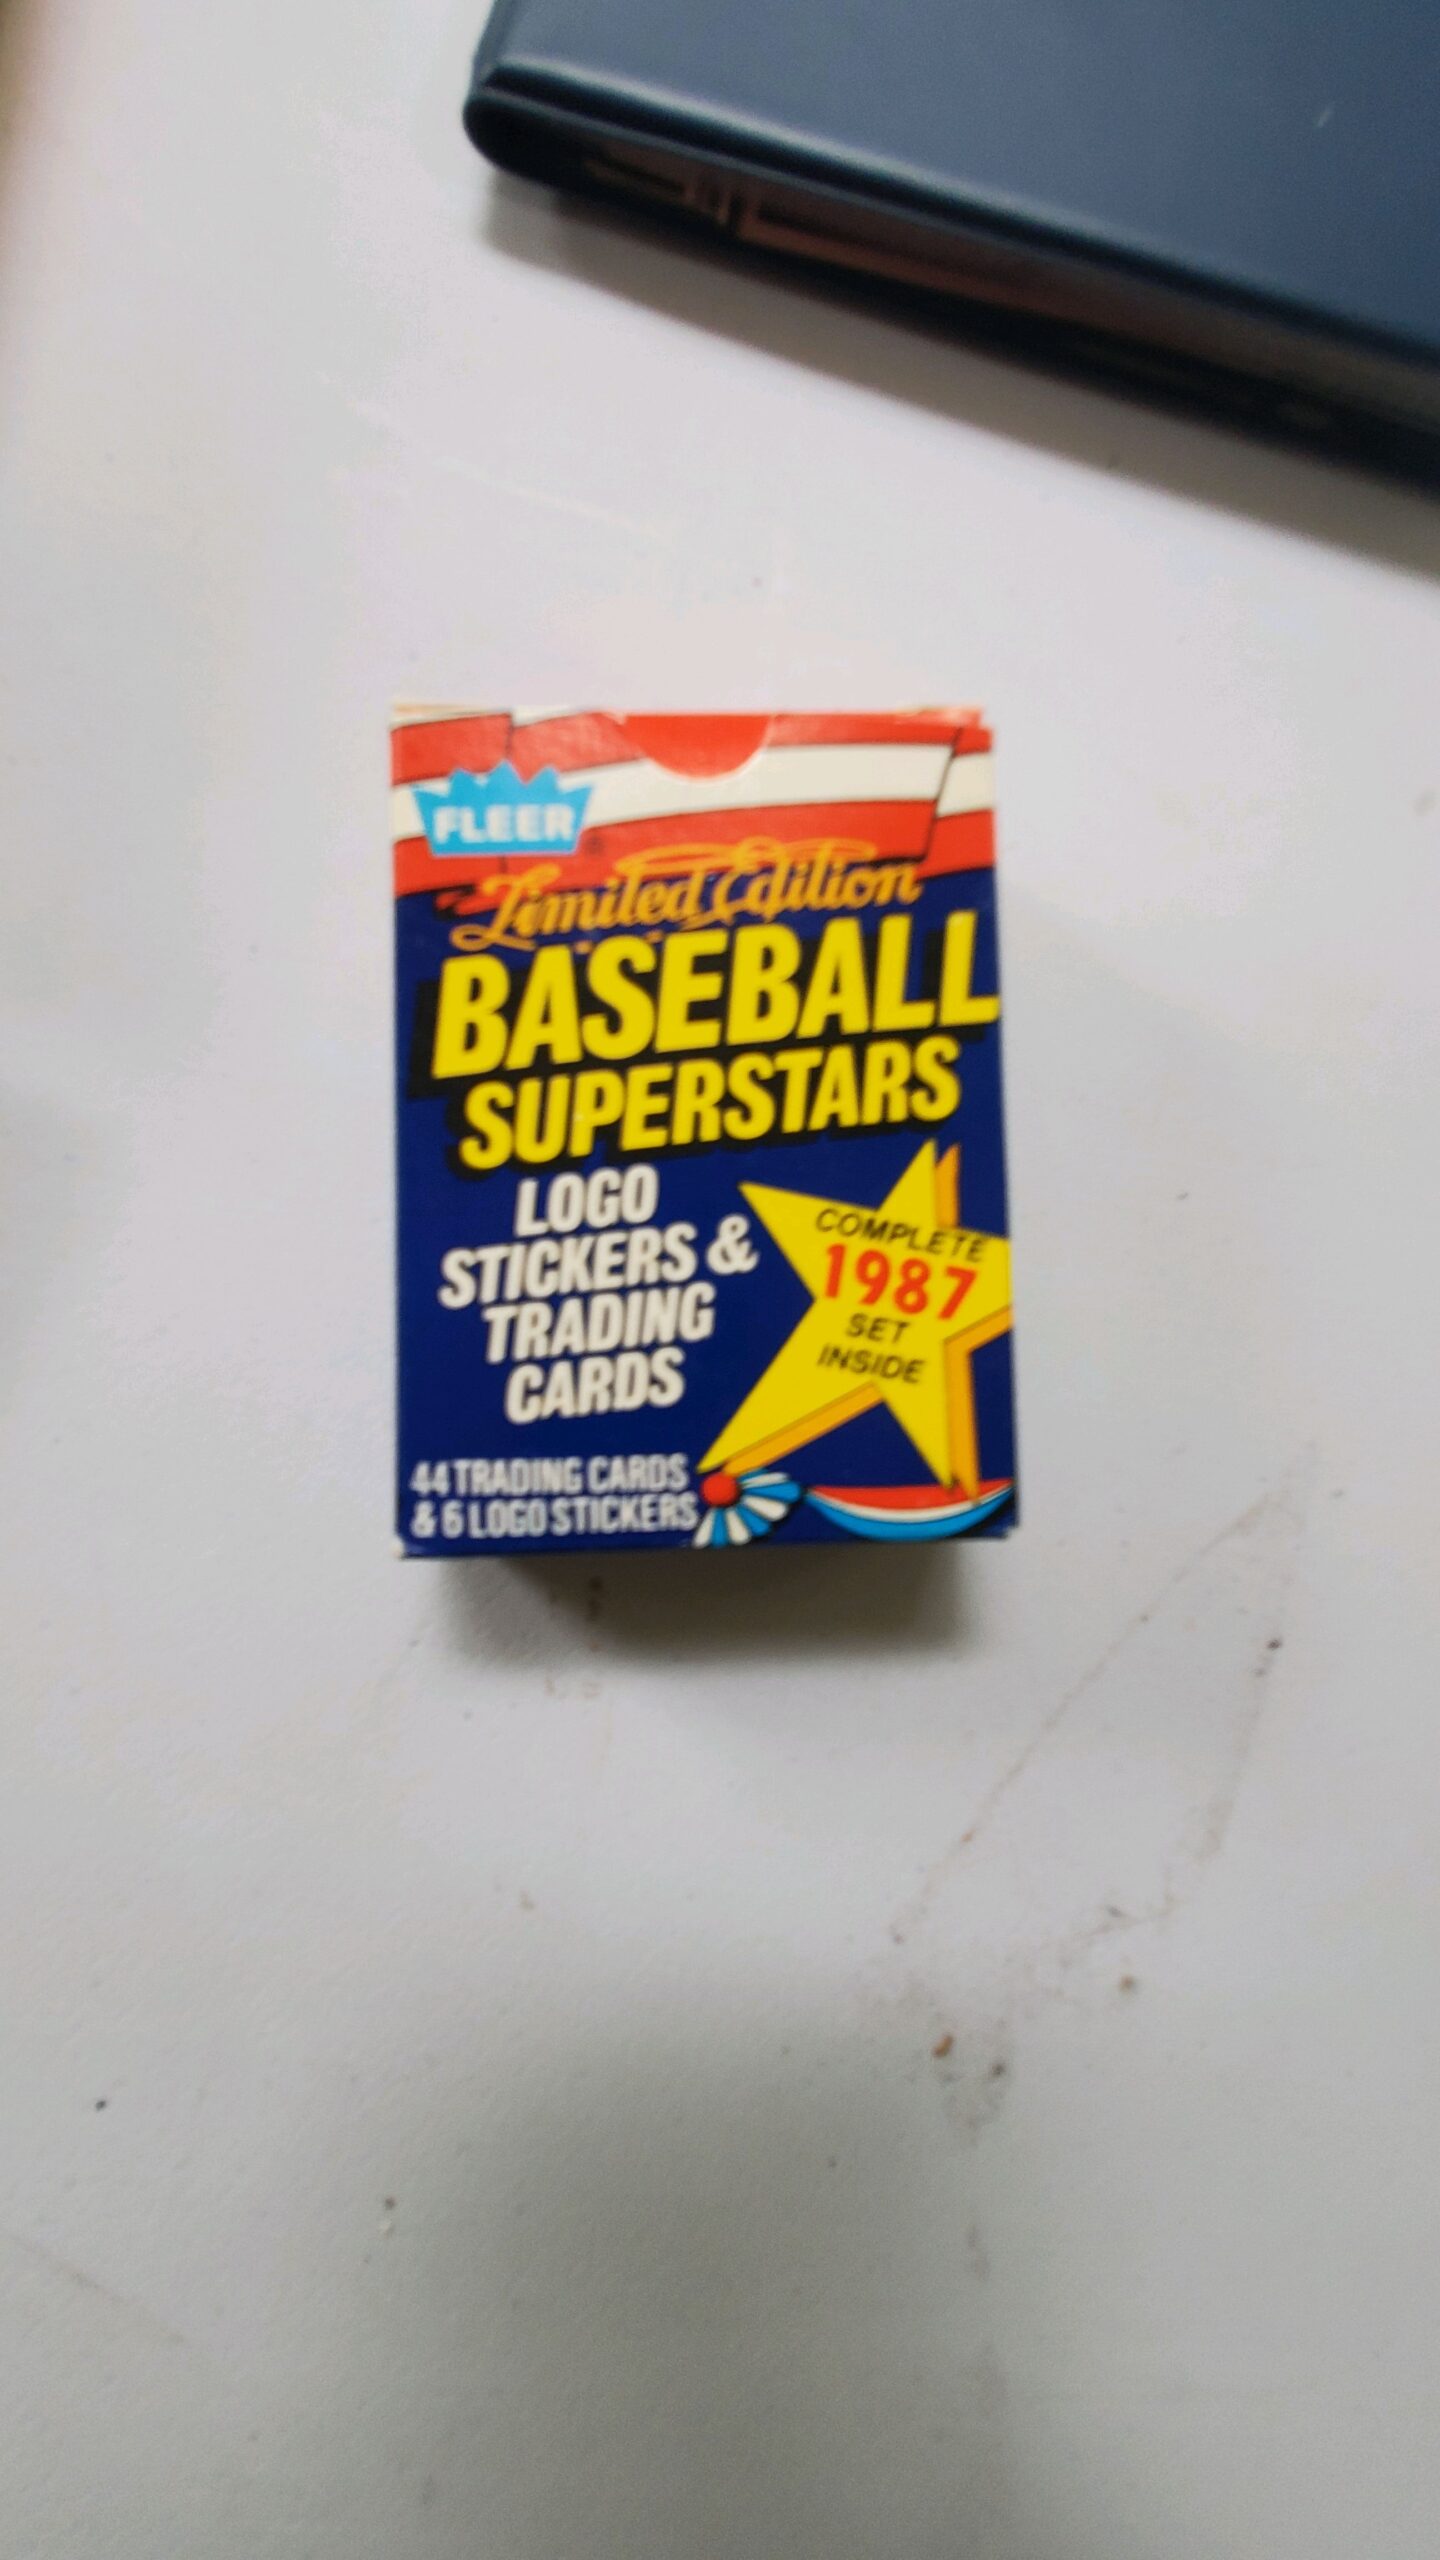 FLEER
Limited Edition
BASEBALL
SUPERSTARS
LOGO
STICKERS &
TRADING
CARDS
COMPLETE
1987
SET
INSIDE
44 TRADING CARDS
& 6 LOGO STICKERS